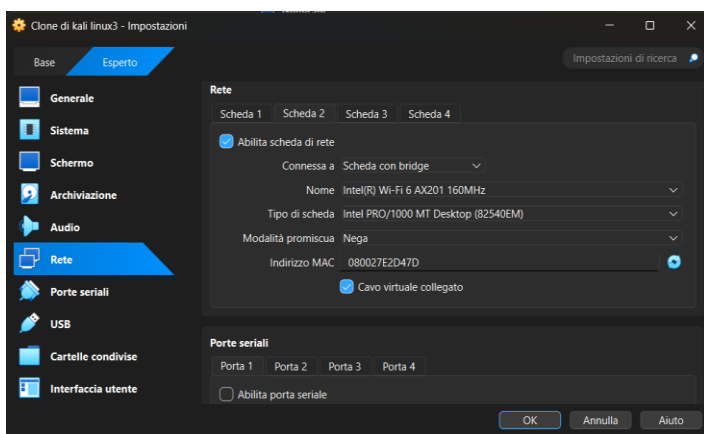 Clone di kali linux3 - Impostazioni
Base Esperto
Impostazioni di ricerca
Generale
Sistema
Schermo
Archiviazione
Audio
Rete
Porte seriali
USB
Cartelle condivise
Interfaccia utente
Rete
Scheda 1 Scheda 2 Scheda 3 Scheda 4
Abilita scheda di rete
Connessa a Scheda con bridge
Nome Intel(R) Wi-Fi 6 AX201 160MHz
Tipo di scheda Intel PRO/1000 MT Desktop (82540EM)
Modalità promiscua Nega
Indirizzo MAC 080027E2D47D
Cavo virtuale collegato
Porte seriali
Porta 1 Porta 2 Porta 3 Porta 4
Abilita porta seriale
OK Annulla Aiuto